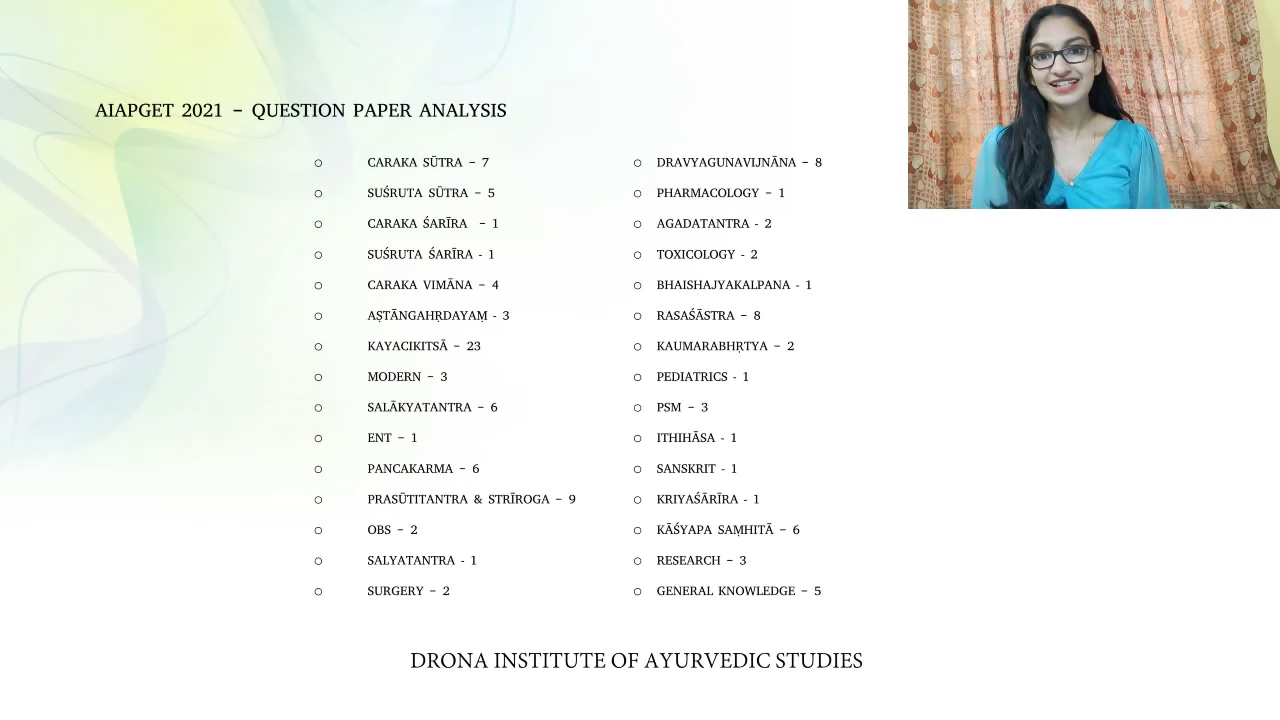 AIAPGET 2021 – QUESTION PAPER ANALYSIS
CARAKA SŪTRA – 7
SUŚRUTA SŪTRA – 5
CARAKA ŚARĪRA – 1
SUŚRUTA ŚARĪRA - 1
CARAKA VIMĀNA – 4
AṢTĀNGAHṚDAYAṂ - 3
KAYACIKITSĀ – 23
MODERN – 3
SALĀKYATANTRA – 6
ENT – 1
PANCAKARMA – 6
PRASŪTITANTRA & STRĪROGA – 9
OBS – 2
SALYATANTRA - 1
SURGERY – 2
DRAVYAGUNAVIJNĀNA – 8
PHARMACOLOGY – 1
AGADATANTRA - 2
TOXICOLOGY - 2
BHAISHAJYAKALPANA - 1
RASAŚĀSTRA – 8
KAUMARABHṚTYA – 2
PEDIATRICS - 1
PSM – 3
ITHIHĀSA - 1
SANSKRIT - 1
KRIYAŚĀRĪRA - 1
KĀŚYAPA SAṂHITĀ – 6
RESEARCH – 3
GENERAL KNOWLEDGE – 5
DRONA INSTITUTE OF AYURVEDIC STUDIES